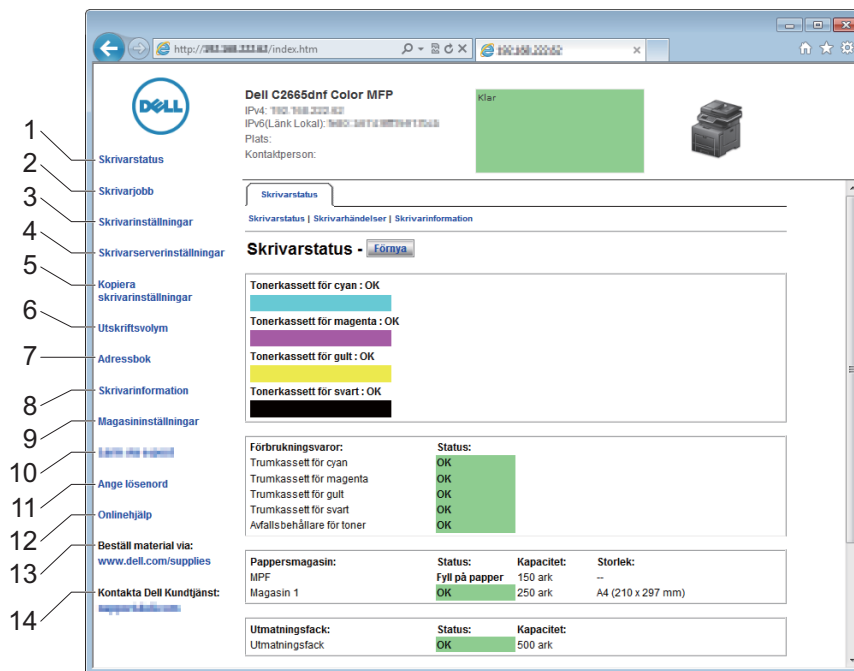 http:// /index.htm
DELL
Dell C2665dnf Color MFP
IPv4:
IPv6(Länk Lokal):
Plats:
Kontaktperson:
Klar
1
2
3
4
5
6
7
8
9
10
11
12
13
14
Skrivarstatus
Skrivarjobb
Skrivarinställningar
Skrivarserverinställningar
Kopiera
skrivarinställningar
Utskriftsvolym
Adressbok
Skrivarinformation
Magasininställningar
Ange lösenord
Onlinehjälp
Beställ material via:
www.dell.com/supplies
Kontakta Dell Kundtjänst:
Skrivarstatus
Skrivarstatus | Skrivarhändelser | Skrivarinformation
Skrivarstatus - Förnya
Tonerkassett för cyan : OK
Tonerkassett för magenta : OK
Tonerkassett för gult : OK
Tonerkassett för svart : OK
Förbrukningsvaror: Status:
Trumkassett för cyan OK
Trumkassett för magenta OK
Trumkassett för gult OK
Trumkassett för svart OK
Avfallsbehållare för toner OK
Pappersmagasin: Status: Kapacitet: Storlek:
MPF Fyll på papper 150 ark --
Magasin 1 OK 250 ark A4 (210 x 297 mm)
Utmatningsfack: Status: Kapacitet:
Utmatningsfack OK 500 ark